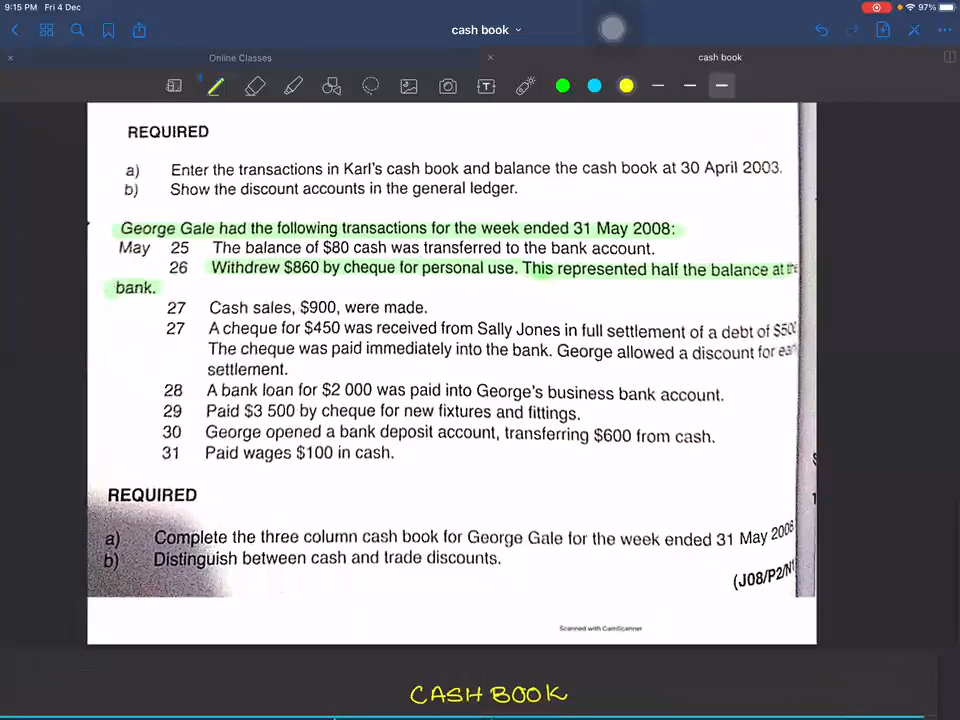 9:15 PM Fri 4 Dec
97%
cash book
Online Classes
cash book
REQUIRED
a) Enter the transactions in Karl's cash book and balance the cash book at 30 April 2003.
b) Show the discount accounts in the general ledger.
George Gale had the following transactions for the week ended 31 May 2008:
May 25 The balance of $80 cash was transferred to the bank account.
26 Withdrew $860 by cheque for personal use. This represented half the balance at the
bank.
27 Cash sales, $900, were made.
27 A cheque for $450 was received from Sally Jones in full settlement of a debt of $500
The cheque was paid immediately into the bank. George allowed a discount for
settlement.
28 A bank loan for $2 000 was paid into George's business bank account.
29 Paid $3 500 by cheque for new fixtures and fittings.
30 George opened a bank deposit account, transferring $600 from cash.
31 Paid wages $100 in cash.
REQUIRED
a) Complete the three column cash book for George Gale for the week ended 31 May 2008
b) Distinguish between cash and trade discounts.
(J08/P2/
Scanned with CamScanner
CASH BOOK